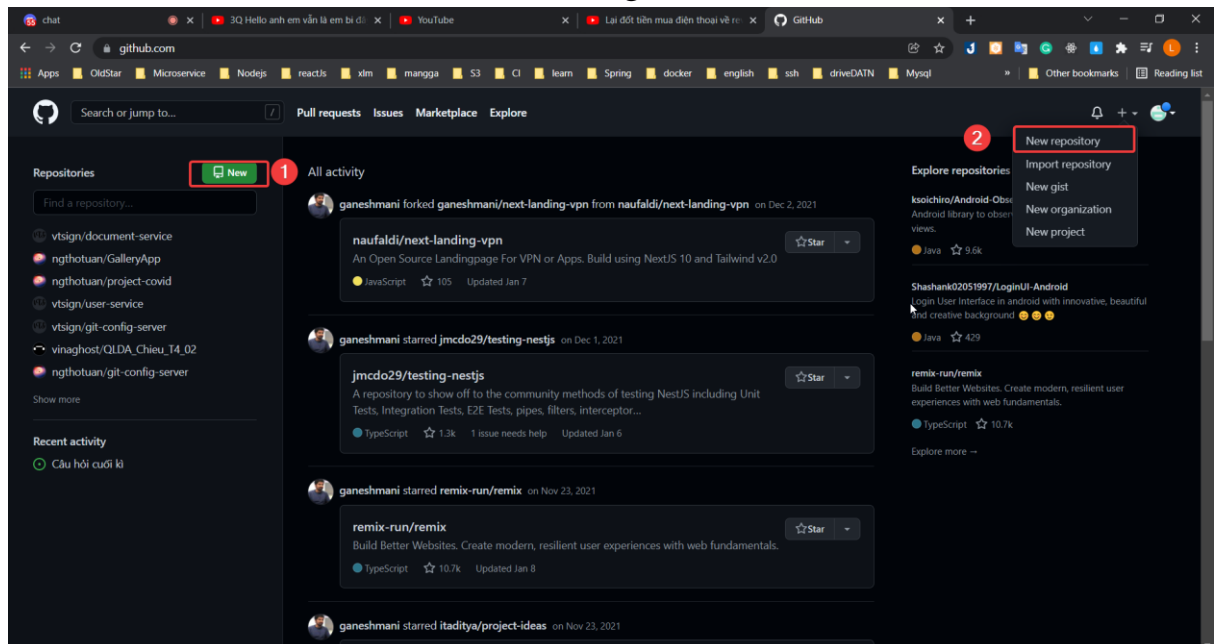 55
chat
3Q Hello anh em vẫn là em bi đâ
YouTube
Lại đốt tiền mua điện thoại về re
GitHub
github.com
L
Apps
OldStar
Microservice
Nodejs
reactJs
xlm
mangga
S3
CI
learn
Spring
docker
english
ssh
driveDATN
Mysql
»
Other bookmarks
Reading list
Search or jump to...
/
Pull requests
Issues
Marketplace
Explore
Repositories
New
1
Find a repository...
vtsign/document-service
ngthotuan/GalleryApp
ngthotuan/project-covid
vtsign/user-service
vtsign/git-config-server
vinaghost/QLDA_Chieu_T4_02
ngthotuan/git-config-server
Show more
Recent activity
Câu hỏi cuối kì
All activity
ganeshmani forked ganeshmani/next-landing-vpn from naufaldi/next-landing-vpn on Dec 2, 2021
naufaldi/next-landing-vpn
Star
An Open Source Landingpage For VPN or Apps. Build using NextJS 10 and Tailwind v2.0
JavaScript 105 Updated Jan 7
ganeshmani starred jmcdo29/testing-nestjs on Dec 1, 2021
jmcdo29/testing-nestjs
Star
A repository to show off to the community methods of testing NestJS including Unit
Tests, Integration Tests, E2E Tests, pipes, filters, interceptor...
TypeScript 1.3k 1 issue needs help Updated Jan 6
ganeshmani starred remix-run/remix on Nov 23, 2021
remix-run/remix
Star
Build Better Websites. Create modern, resilient user experiences with web fundamentals.
TypeScript 10.7k Updated Jan 8
ganeshmani starred itaditya/project-ideas on Nov 23, 2021
2
New repository
Import repository
New gist
New organization
New project
Explore repositories
ksoichiro/Android-Obse
Android library to obser
views.
Java 9.6k
Shashank02051997/LoginUI-Android
Login User Interface in android with innovative, beautiful
and creative background 😄 😄 😉
Java 429
remix-run/remix
Build Better Websites. Create modern, resilient user
experiences with web fundamentals.
TypeScript 10.7k
Explore more →